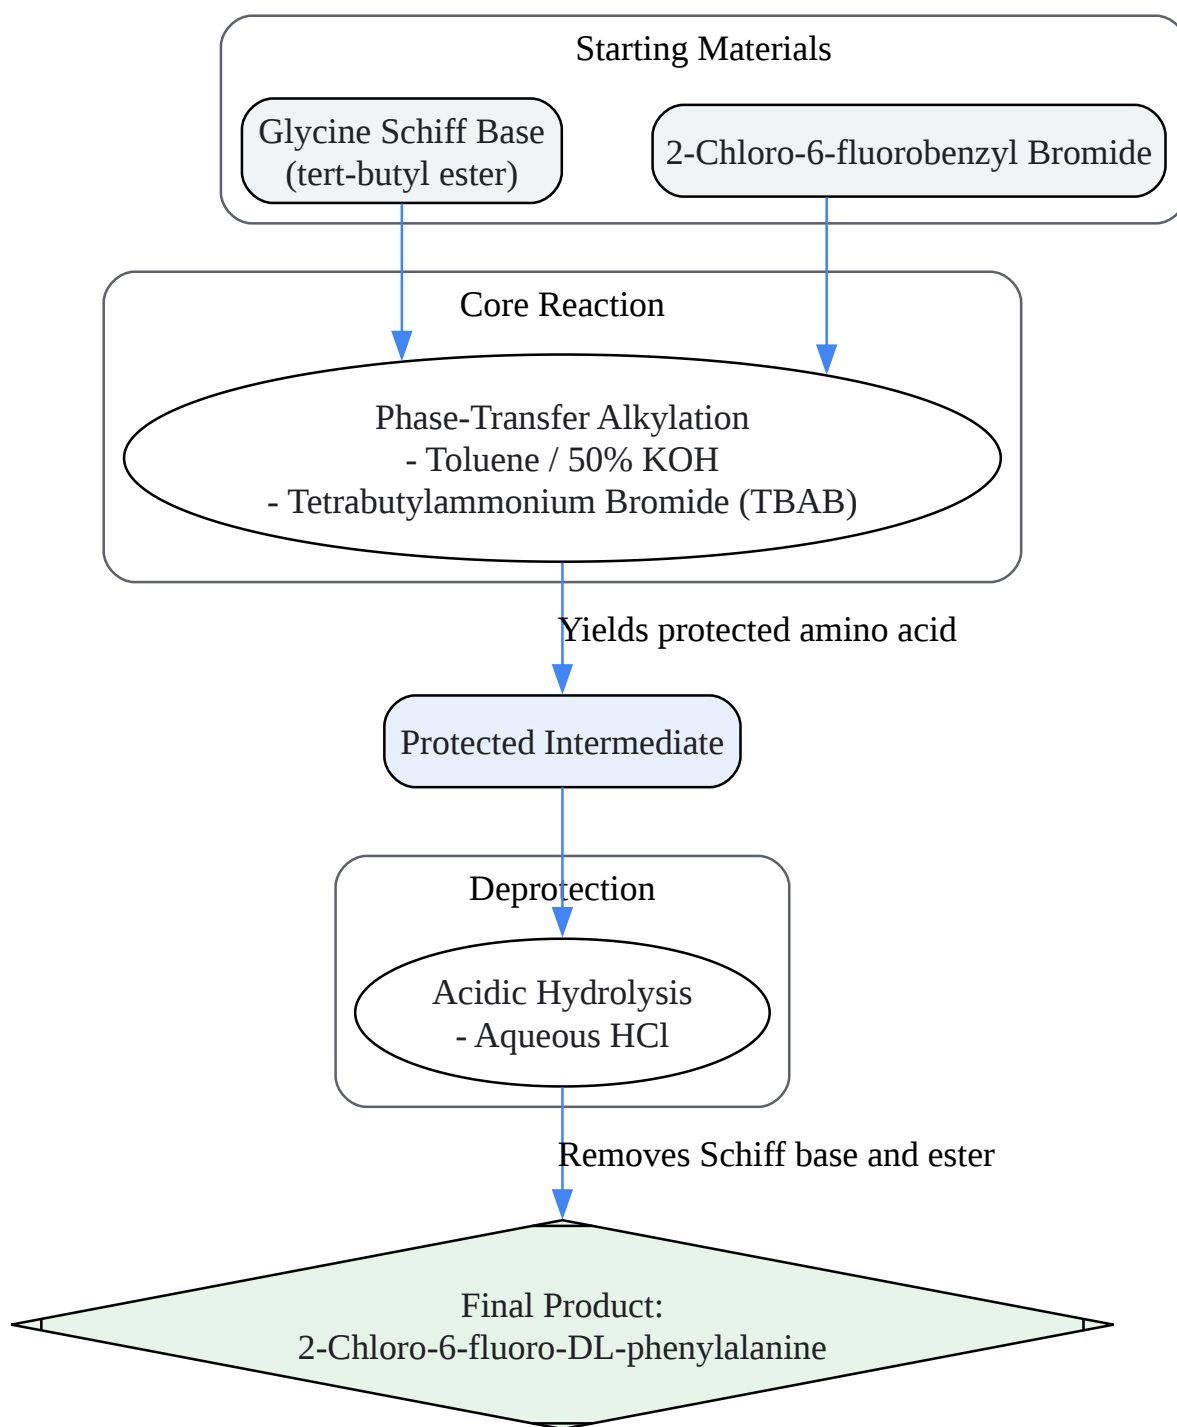 Starting Materials
Glycine Schiff Base
(tert-butyl ester)
2-Chloro-6-fluorobenzyl Bromide
Core Reaction
Phase-Transfer Alkylation
- Toluene / 50% KOH
- Tetrabutylammonium Bromide (TBAB)
Yields protected amino acid
Protected Intermediate
Deprotection
Acidic Hydrolysis
- Aqueous HCl
Removes Schiff base and ester
Final Product:
2-Chloro-6-fluoro-DL-phenylalanine